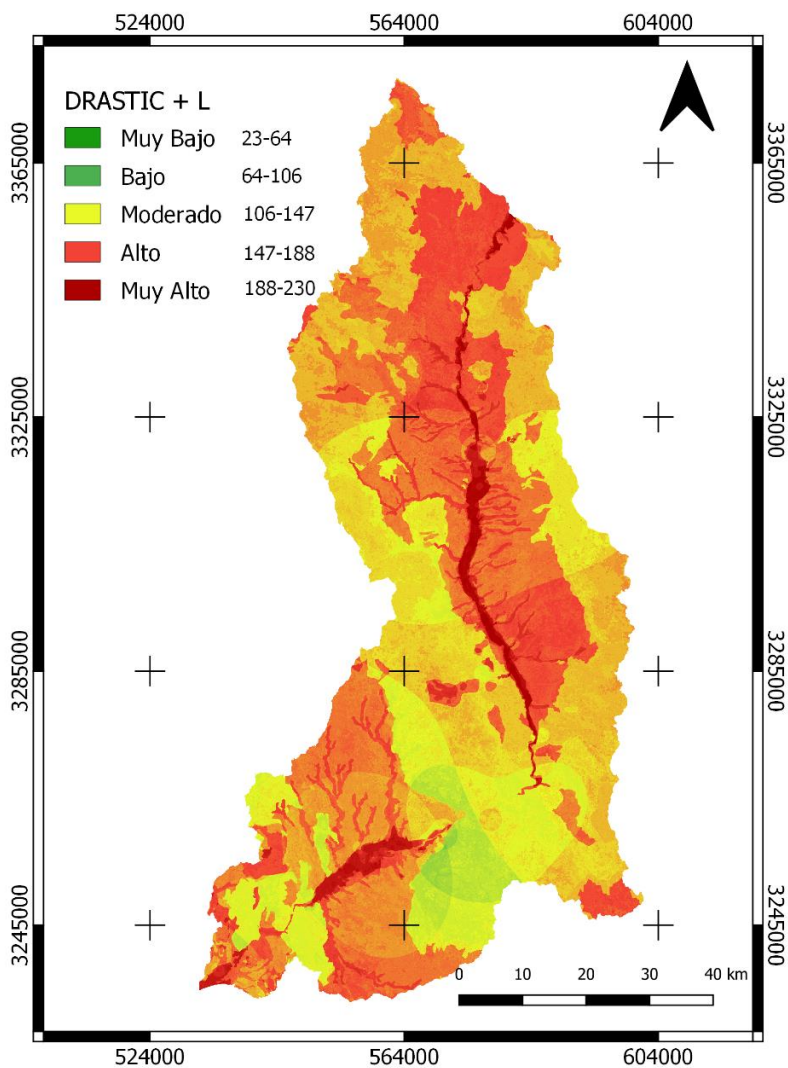 524000 564000 604000
DRASTIC + L
Muy Bajo 23-64
Bajo 64-106
Moderado 106-147
Alto 147-188
Muy Alto 188-230
3365000 3365000
3325000 3325000
3285000 3285000
3245000 3245000
0 10 20 30 40 km
524000 564000 604000